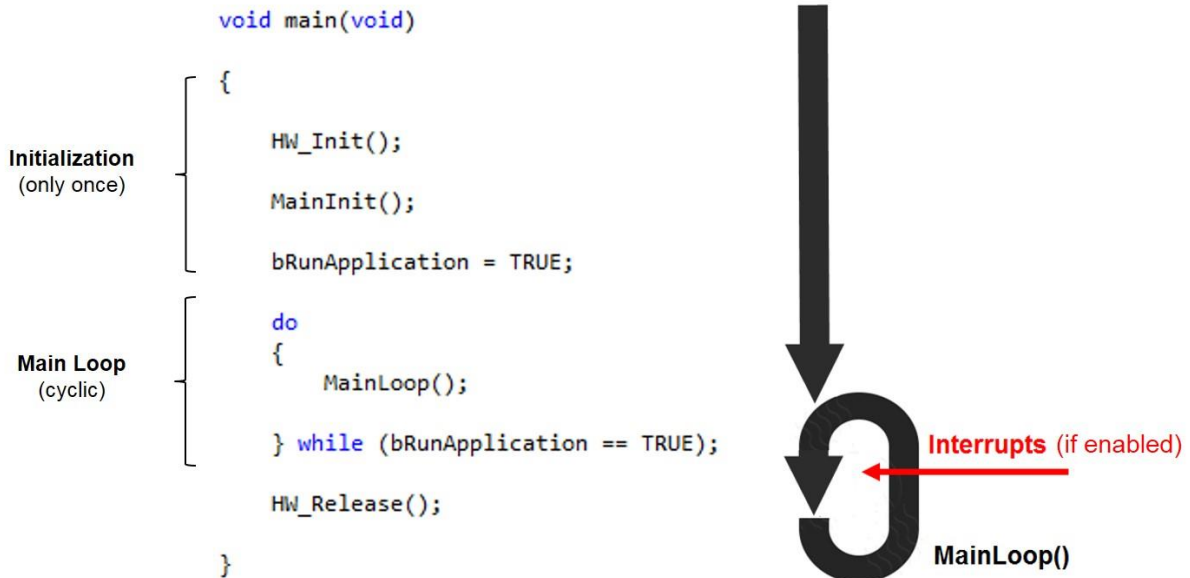 void main(void)
{
Initialization
(only once)
HW_Init();
MainInit();
bRunApplication = TRUE;
Main Loop
(cyclic)
do
{
MainLoop();
} while (bRunApplication == TRUE);
HW_Release();
}
Interrupts (if enabled)
MainLoop()